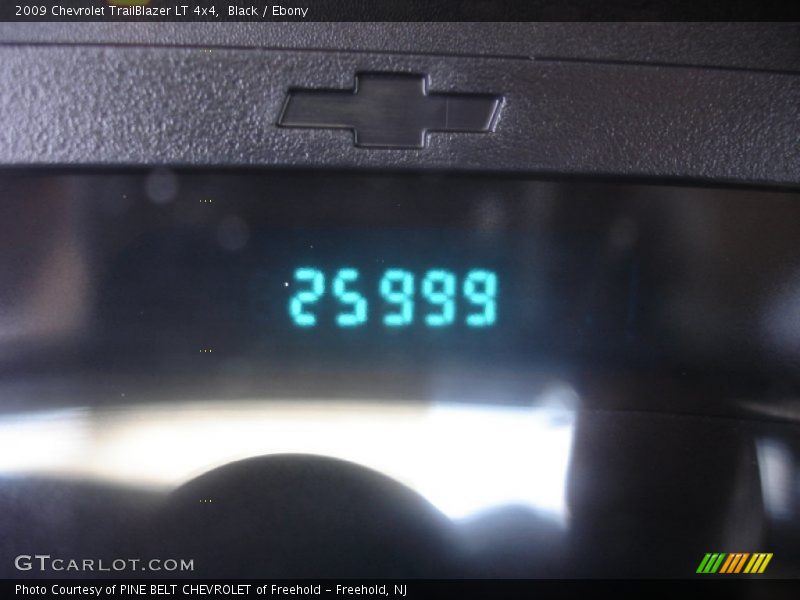 2009 Chevrolet TrailBlazer LT 4x4, Black / Ebony
25999
GTCARLOT.COM
Photo Courtesy of PINE BELT CHEVROLET of Freehold - Freehold, NJ